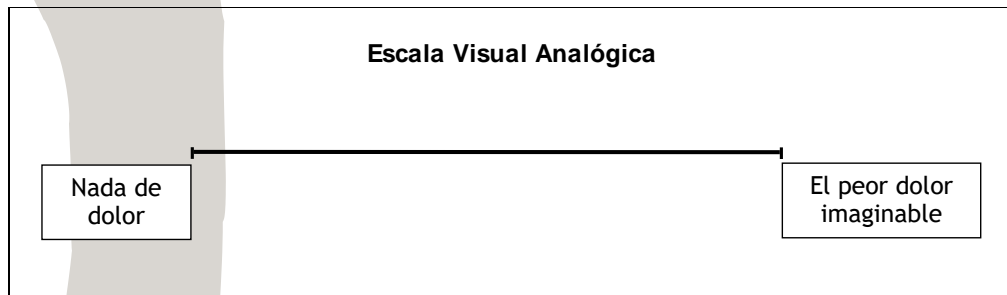 Escala Visual Analógica
Nada de
dolor
El peor dolor
imaginable